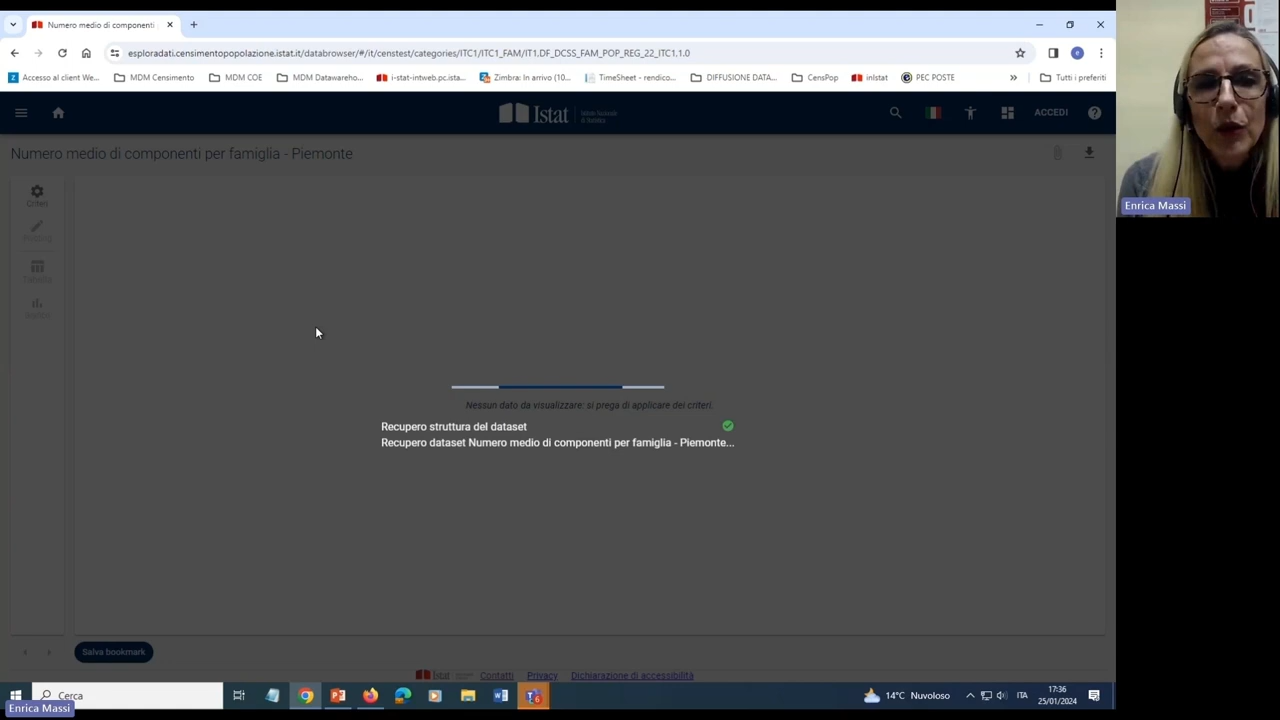 Numero medio di componenti
esploradati.censimentopopolazione.istat.it/databrowser/#/it/censtest/categories/ITC1/ITC1_FAM/IT1,DF_DCSS_FAM_POP_REG_22_ITC1,1.0
e
Accesso al client We...
MDM Censimento
MDM COE
MDM Datawareho...
i-stat-intweb.pc.ista...
Zimbra: In arrivo (10...
TimeSheet - rendico...
DIFFUSIONE DATA...
CensPop
inIstat
PEC POSTE
Tutti i preferiti
Istat
ACCEDI
Numero medio di componenti per famiglia - Piemonte
Criteri
Tabella
Nessun dato da visualizzare: si prega di applicare dei criteri.
Recupero struttura del dataset
Recupero dataset Numero medio di componenti per famiglia - Piemonte...
Salva bookmark
Istat
Contatti
Privacy
Dichiarazione di accessibilità
Cerca
14°C Nuvoloso
ITA
17:36
25/01/2024
Enrica Massi
Enrica Massi